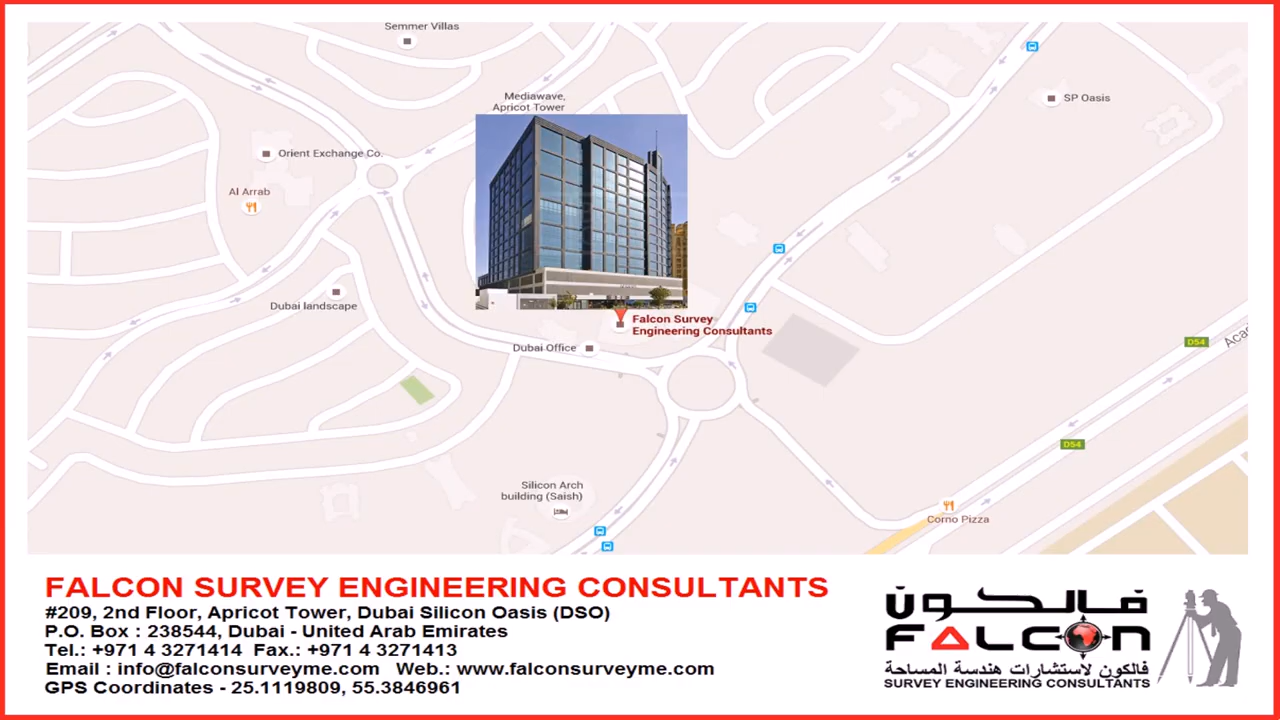 Semmer Villas
Mediawave,
Apricot Tower
SP Oasis
Orient Exchange Co.
Al Arrab
Dubai landscape
Falcon Survey
Engineering Consultants
Dubai Office
D54
Aca
D54
Silicon Arch
building (Saish)
Corno Pizza
FALCON SURVEY ENGINEERING CONSULTANTS
#209, 2nd Floor, Apricot Tower, Dubai Silicon Oasis (DSO)
P.O. Box : 238544, Dubai - United Arab Emirates
Tel.: +971 4 3271414 Fax.: +971 4 3271413
Email : info@falconsurveyme.com Web.: www.falconsurveyme.com
GPS Coordinates - 25.1119809, 55.3846961
فالكون
FALCON
فالكون لاستشارات هندسة المساحة
SURVEY ENGINEERING CONSULTANTS